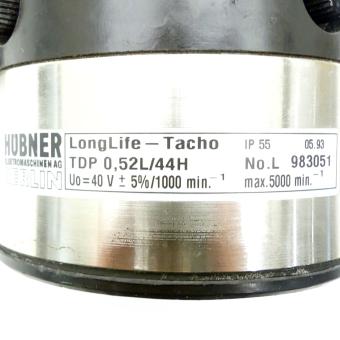 HÜBNER
ELEKTROMASCHINEN AG
BERLIN
LongLife – Tacho IP 55 05.93
TDP 0,52L/44H No.L 983051
Uo = 40 V ± 5%/1000 min.⁻¹ max.5000 min.⁻¹